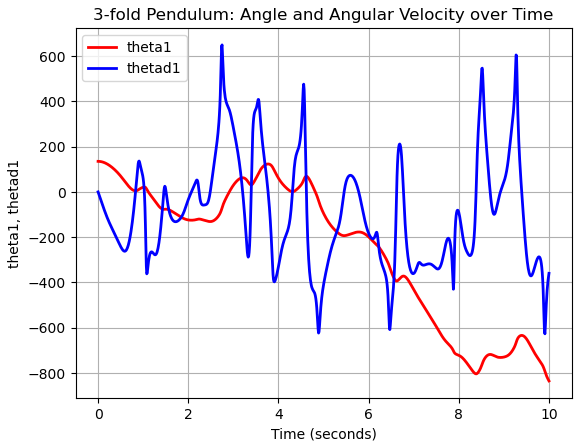 3-fold Pendulum: Angle and Angular Velocity over Time
theta1
thetad1
theta1, thetad1
600
400
200
0
−200
−400
−600
−800
0 2 4 6 8 10
Time (seconds)